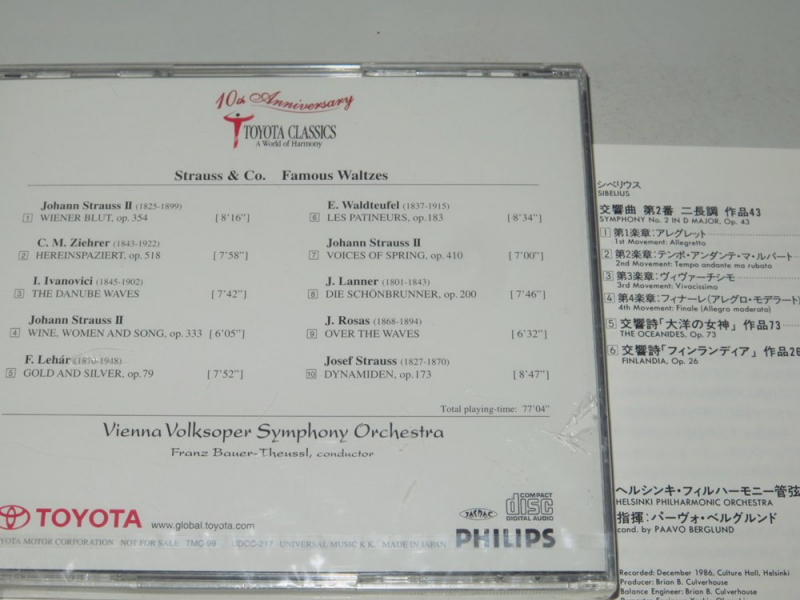 10th Anniversary
TOYOTA CLASSICS
A World of Harmony
Strauss & Co. Famous Waltzes
Johann Strauss II (1825-1899)
1 WIENER BLUT, op. 354 [ 8'16"]
C. M. Ziehrer (1843-1922)
2 HEREINSPAZIERT, op. 518 [ 7'58"]
I. Ivanovici (1845-1902)
3 THE DANUBE WAVES [ 7'42"]
Johann Strauss II
4 WINE, WOMEN AND SONG, op. 333 [ 6'05"]
F. Lehár (1870-1948)
5 GOLD AND SILVER, op. 79 [ 7'52"]
E. Waldteufel (1837-1915)
6 LES PATINEURS, op. 183 [ 8'34"]
Johann Strauss II
7 VOICES OF SPRING, op. 410 [ 7'00"]
J. Lanner (1801-1843)
8 DIE SCHÖNBRUNNER, op. 200 [ 7'46"]
J. Rosas (1868-1894)
9 OVER THE WAVES [ 6'32"]
Josef Strauss (1827-1870)
10 DYNAMIDEN, op. 173 [ 8'47"]
Total playing-time: 77'04"
Vienna Volksoper Symphony Orchestra
Franz Bauer-Theussl, conductor
TOYOTA www.global.toyota.com
JASRAC
COMPACT
disc
DIGITAL AUDIO
PHILIPS
OYOTA MOTOR CORPORATION NOT FOR SALE TMC-99 UDCC-217 UNIVERSAL MUSIC K.K. MADE IN JAPAN
シベリウス
SIBELIUS
交響曲 第2番 ニ長調 作品43
SYMPHONY No. 2 IN D MAJOR, Op. 43
1 第1楽章:アレグレット
1st Movement: Allegretto
2 第2楽章:テンポ・アンダンテ・マ・ルバート
2nd Movement: Tempo andante ma rubato
3 第3楽章:ヴィヴァーチシモ
3rd Movement: Vivacissimo
4 第4楽章:フィナーレ(アレグロ・モデラート)
4th Movement: Finale (Allegro moderato)
5 交響詩「大洋の女神」 作品73
THE OCEANIDES, Op. 73
6 交響詩「フィンランディア」 作品26
FINLANDIA, Op. 26
ヘルシンキ・フィルハーモニー管弦
HELSINKI PHILHARMONIC ORCHESTRA
指揮:パーヴォ・ベルグルンド
cond. by PAAVO BERGLUND
Recorded: December 1986, Culture Hall, Helsinki
Producer: Brian B. Culverhouse
Balance Engineer: Brian B. Culverhouse